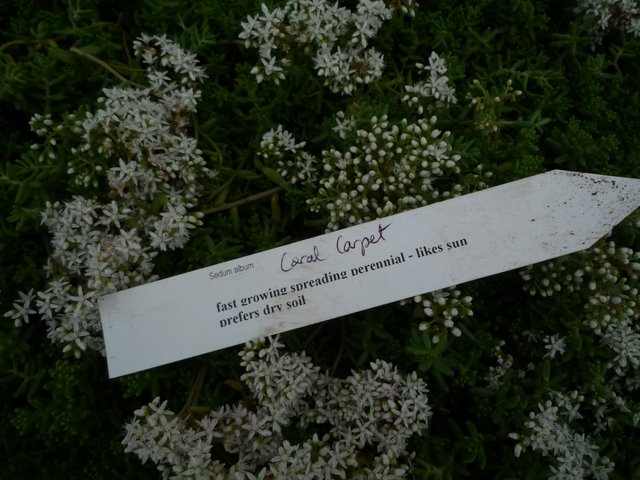 Sedum album Coral Carpet
fast growing spreading perennial - likes sun
prefers dry soil